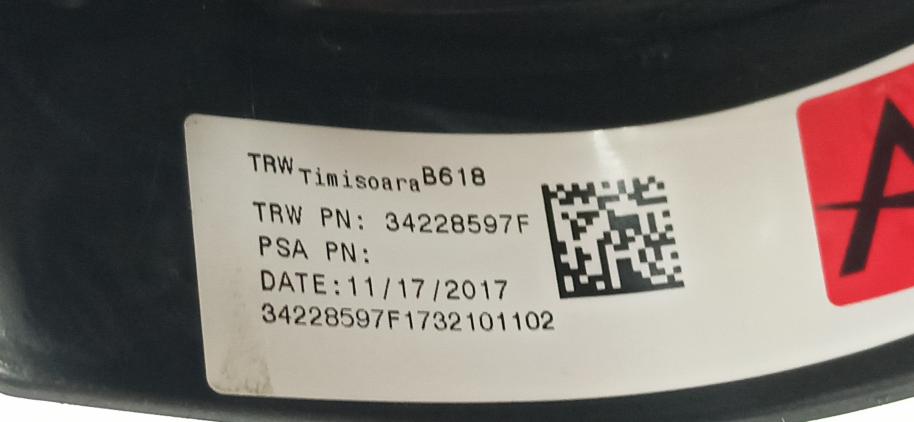 TRW Timisoara B618
TRW PN: 34228597F
PSA PN:
DATE:11/17/2017
34228597F1732101102
A